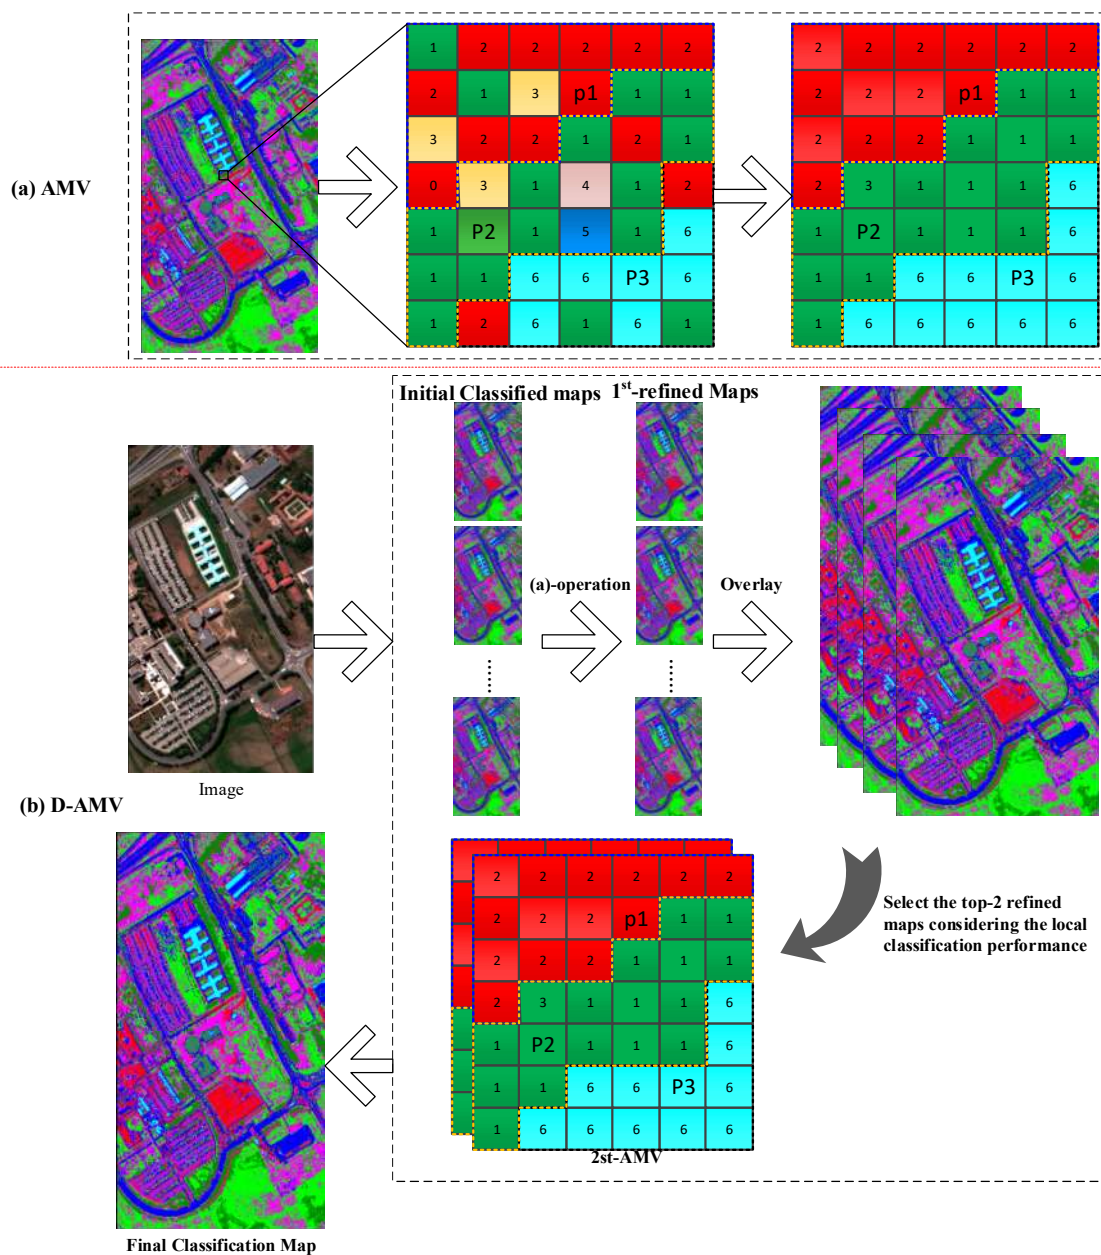 (a) AMV
1 2 2 2 2 2
2 1 3 p1 1 1
3 2 2 1 2 1
0 3 1 4 1 2
1 P2 1 5 1 6
1 1 6 6 P3 6
1 2 6 1 6 1
2 2 2 2 2 2
2 2 2 p1 1 1
2 2 2 1 1 1
2 3 1 1 1 6
1 P2 1 1 1 6
1 1 6 6 P3 6
1 6 6 6 6 6
(b) D-AMV
Image
Initial Classified maps
1st-refined Maps
(a)-operation
Overlay
Select the top-2 refined
maps considering the local
classification performance
2 2 2 2 2 2
2 2 2 p1 1 1
2 2 2 1 1 1
2 3 1 1 1 6
1 P2 1 1 1 6
1 1 6 6 P3 6
1 6 6 6 6 6
2st-AMV
Final Classification Map